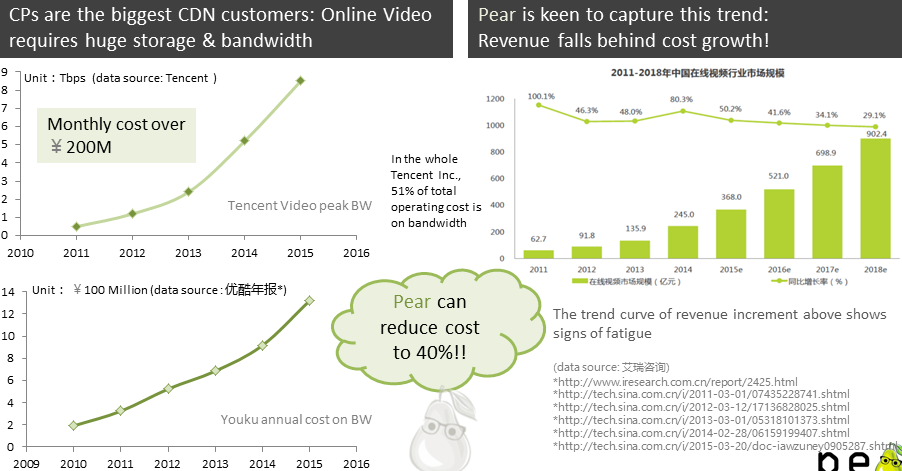 CPs are the biggest CDN customers: Online Video
requires huge storage & bandwidth
Pear is keen to capture this trend:
Revenue falls behind cost growth!
9
8
7
6
5
4
3
2
1
0
Unit：Tbps (data source: Tencent )
Monthly cost over
￥200M
Tencent Video peak BW
2010 2011 2012 2013 2014 2015 2016
In the whole
Tencent Inc.,
51% of total
operating cost is
on bandwidth
2011-2018年中国在线视频行业市场规模
1200
1000
800
600
400
200
0
100.1% 46.3% 48.0% 80.3% 50.2% 41.6% 34.1% 29.1%
62.7 91.8 135.9 245.0 368.0 521.0 698.9 902.4
2011 2012 2013 2014 2015e 2016e 2017e 2018e
在线视频市场规模（亿元） 同比增长率（%）
14
12
10
8
6
4
2
0
Unit：￥100 Million (data source：优酷年报*)
Youku annual cost on BW
2009 2010 2011 2012 2013 2014 2015 2016
Pear can
reduce cost
to 40%!!
The trend curve of revenue increment above shows
signs of fatigue
(data source: 艾瑞咨询)
*http://www.iresearch.com.cn/report/2425.html
*http://tech.sina.com.cn/i/2011-03-01/07435228741.shtml
*http://tech.sina.com.cn/i/2012-03-12/17136828025.shtml
*http://tech.sina.com.cn/i/2013-03-01/05318101373.shtml
*http://tech.sina.com.cn/i/2014-02-28/06159199407.shtml
*http://tech.sina.com.cn/i/2015-03-20/doc-iawzuney0905287.shtml